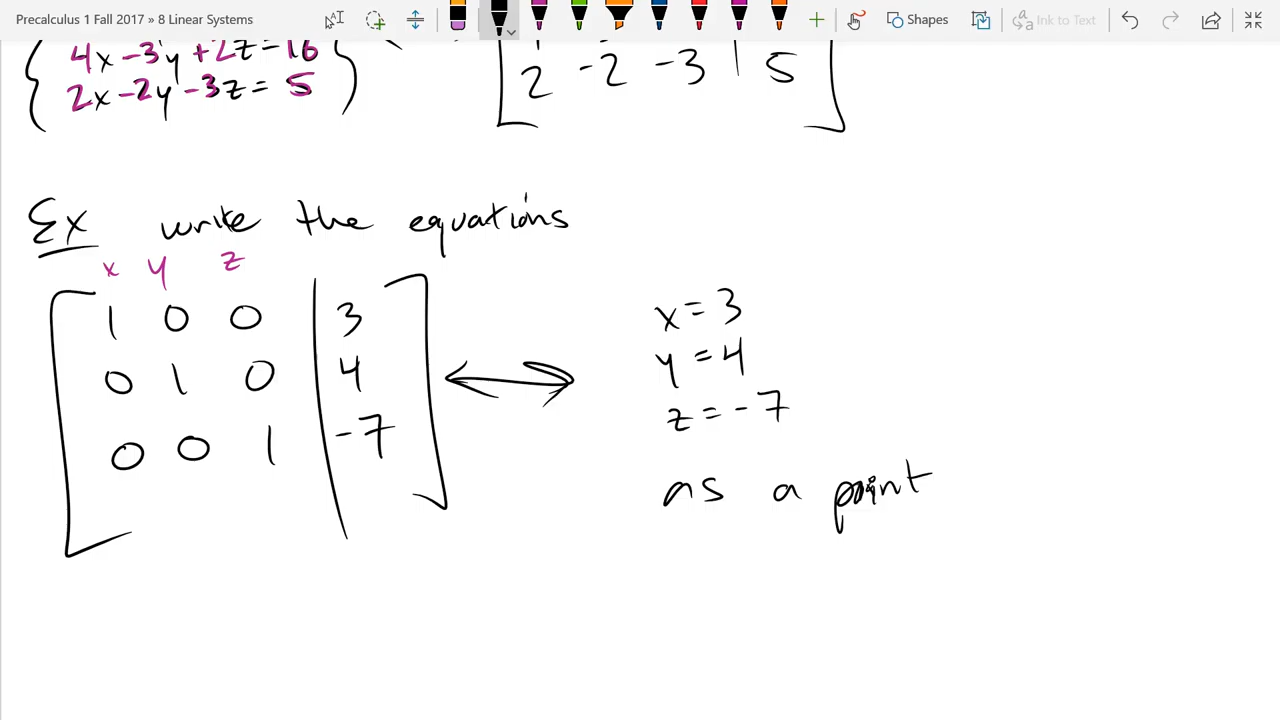 Precalculus 1 Fall 2017 » 8 Linear Systems
Shapes
Ink to Text
4x -3y +2z = 16
2x -2y -3z = 5
2 -2 -3 | 5
Ex write the equations
x y z
1 0 0 | 3
0 1 0 | 4
0 0 1 | -7
x = 3
y = 4
z = -7
as a point